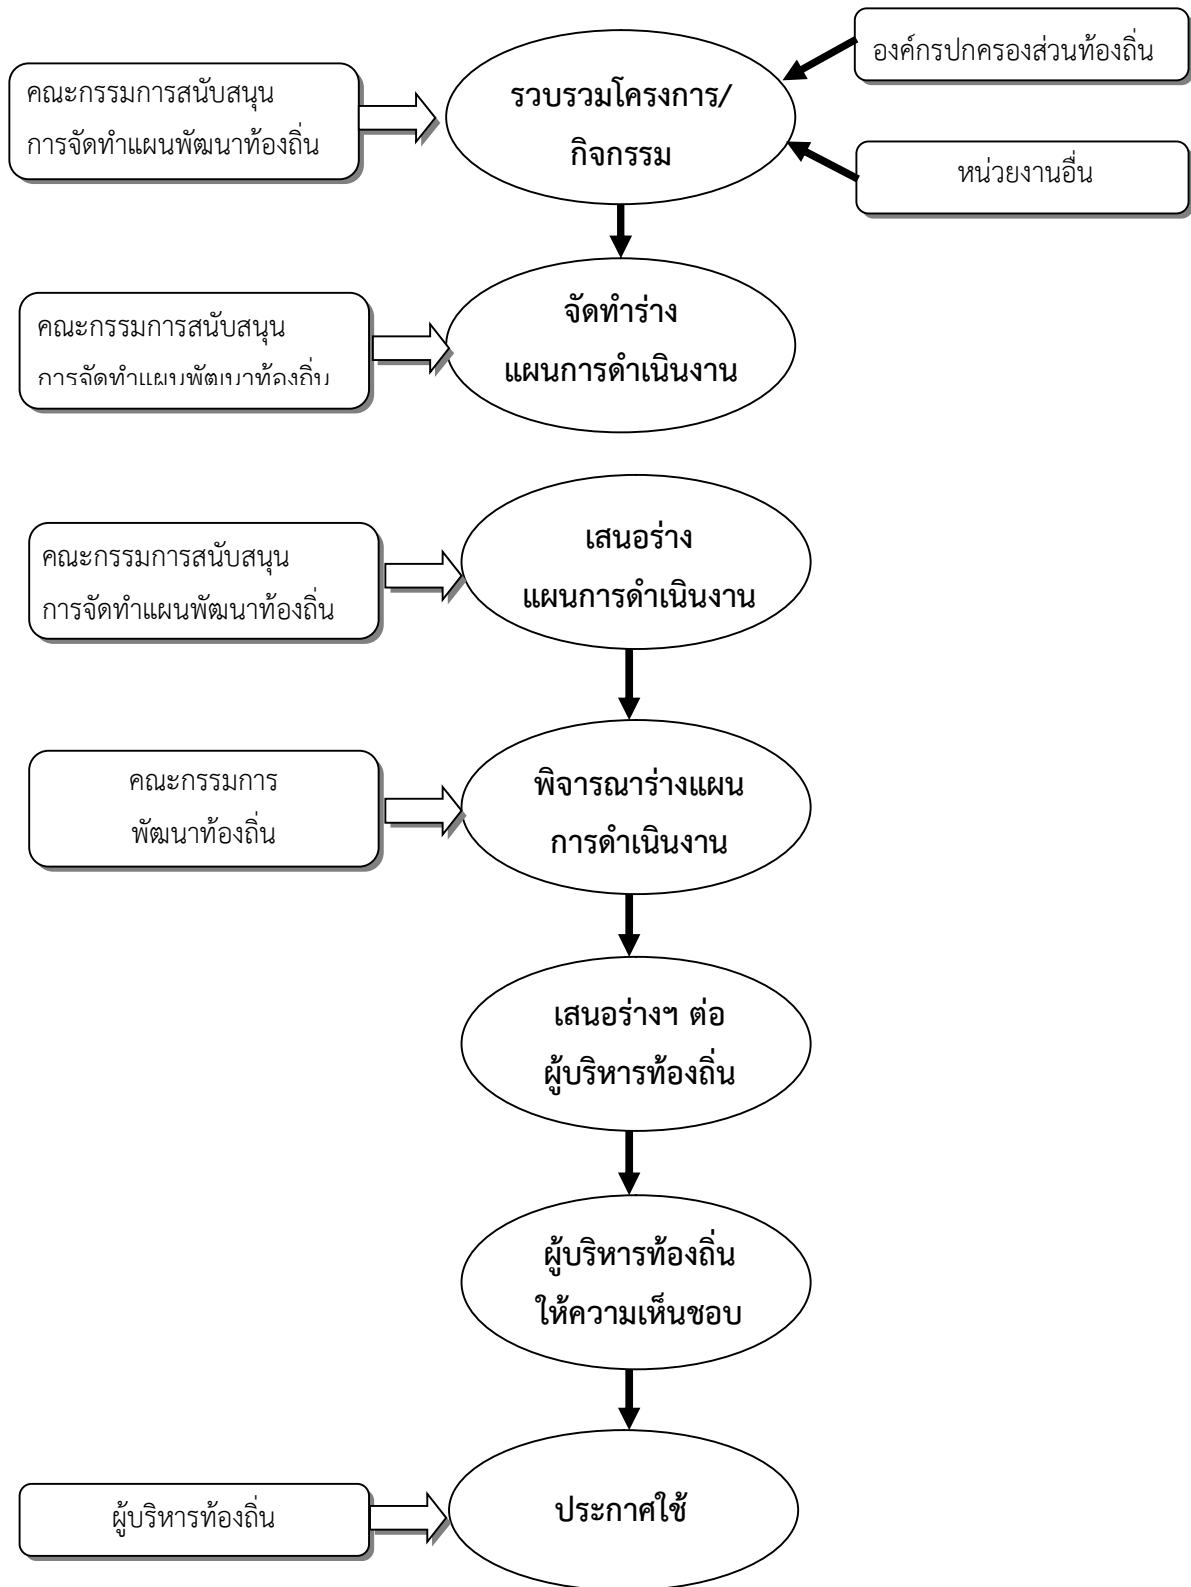 องค์กรปกครองส่วนท้องถิ่น
คณะกรรมการสนับสนุน
การจัดทำแผนพัฒนาท้องถิ่น
รวบรวมโครงการ/
กิจกรรม
หน่วยงานอื่น
คณะกรรมการสนับสนุน
การจัดทำแผนพัฒนาท้องถิ่น
จัดทำร่าง
แผนการดำเนินงาน
คณะกรรมการสนับสนุน
การจัดทำแผนพัฒนาท้องถิ่น
เสนอร่าง
แผนการดำเนินงาน
คณะกรรมการ
พัฒนาท้องถิ่น
พิจารณาร่างแผน
การดำเนินงาน
เสนอร่างฯ ต่อ
ผู้บริหารท้องถิ่น
ผู้บริหารท้องถิ่น
ให้ความเห็นชอบ
ผู้บริหารท้องถิ่น
ประกาศใช้